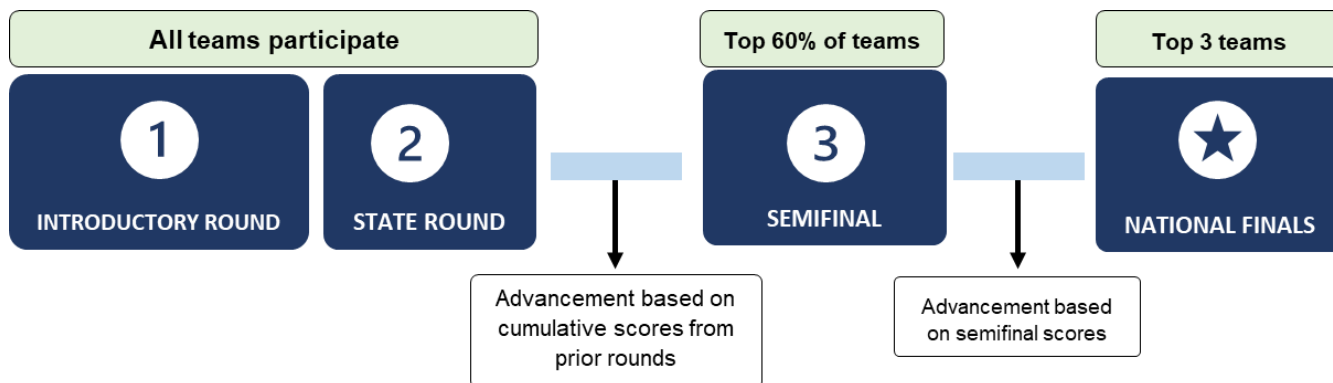 All teams participate
Top 60% of teams
Top 3 teams
1
2
3
INTRODUCTORY ROUND
STATE ROUND
SEMIFINAL
NATIONAL FINALS
Advancement based on
cumulative scores from
prior rounds
Advancement based
on semifinal scores